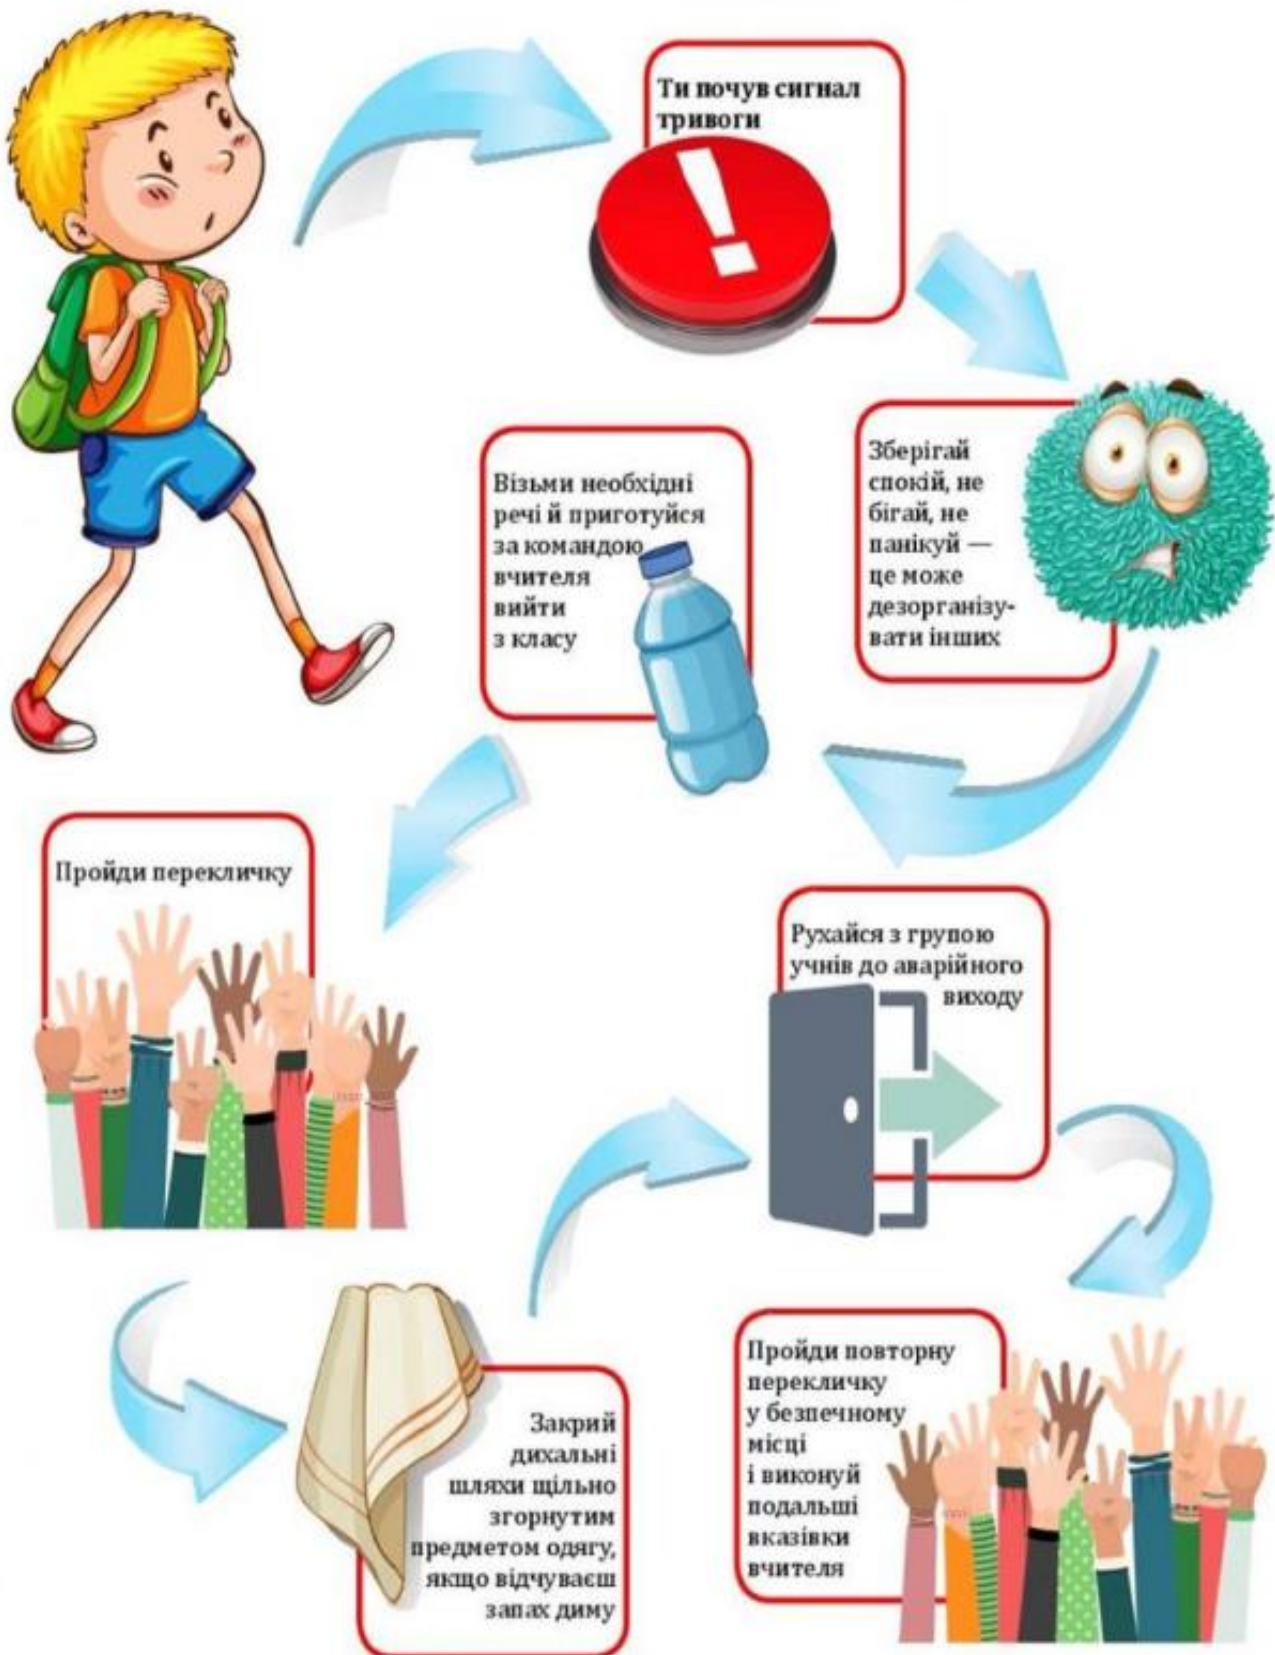 Ти почув сигнал
тривоги
Зберігай
спокій, не
бігай, не
панікуй —
це може
дезорганізу-
вати інших
Візьми необхідні
речі й приготуйся
за командою
вчителя
вийти
з класу
Пройди перекличку
Закрий
дихальні
шляхи щільно
згорнутим
предметом одягу,
якщо відчуваєш
запах диму
Рухайся з групою
учнів до аварійного
виходу
Пройди повторну
перекличку
у безпечному
місці
і виконуй
подальші
вказівки
вчителя